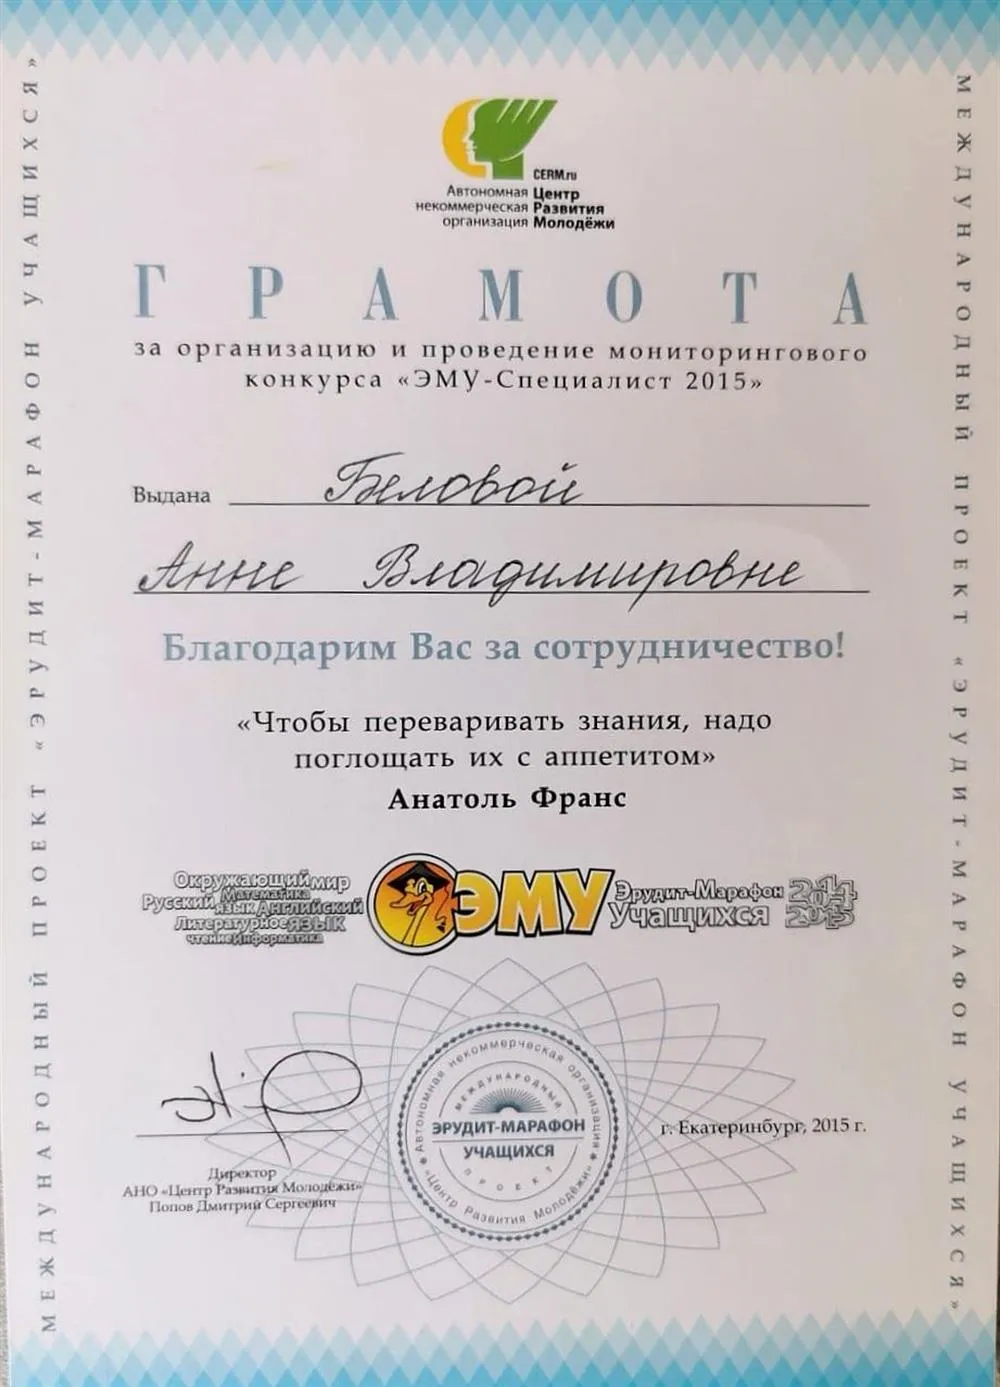 CERM.ru
Автономная Центр
некоммерческая Развития
организация Молодёжи
ГРАМОТА
за организацию и проведение мониторингового
конкурса «ЭМУ-Специалист 2015»
Выдана Беловой
Анне Владимировне
Благодарим Вас за сотрудничество!
«Чтобы переваривать знания, надо
поглощать их с аппетитом»
Анатоль Франс
Окружающий мир
Математика
Русский язык Английский
Литературное язык
чтение Информатика
ЭМУ
Эрудит-Марафон 2014
Учащихся 2015
Директор
АНО «Центр Развития Молодёжи»
Попов Дмитрий Сергеевич
Автономная некоммерческая организация
«Центр Развития Молодёжи»
МЕЖДУНАРОДНЫЙ
ЭРУДИТ-МАРАФОН
УЧАЩИХСЯ
ПРОЕКТ
г. Екатеринбург, 2015 г.
МЕЖДУНАРОДНЫЙ ПРОЕКТ «ЭРУДИТ-МАРАФОН УЧАЩИХСЯ»
МЕЖДУНАРОДНЫЙ ПРОЕКТ «ЭРУДИТ-МАРАФОН УЧАЩИХСЯ»